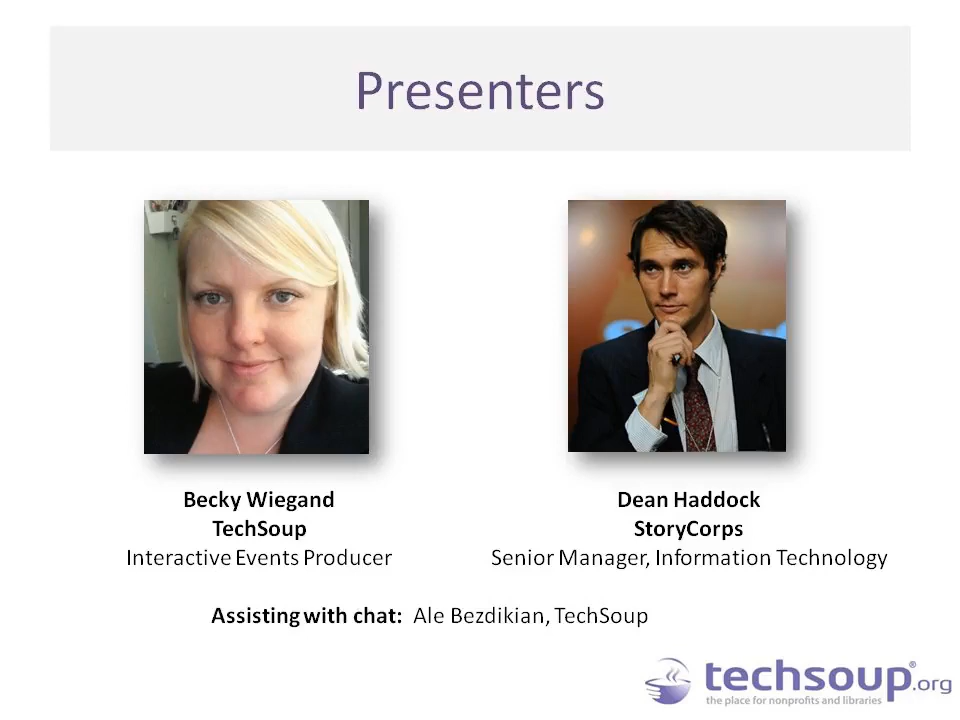 Presenters
Becky Wiegand
TechSoup
Interactive Events Producer
Dean Haddock
StoryCorps
Senior Manager, Information Technology
Assisting with chat: Ale Bezdikian, TechSoup
techsoup®.org
the place for nonprofits and libraries